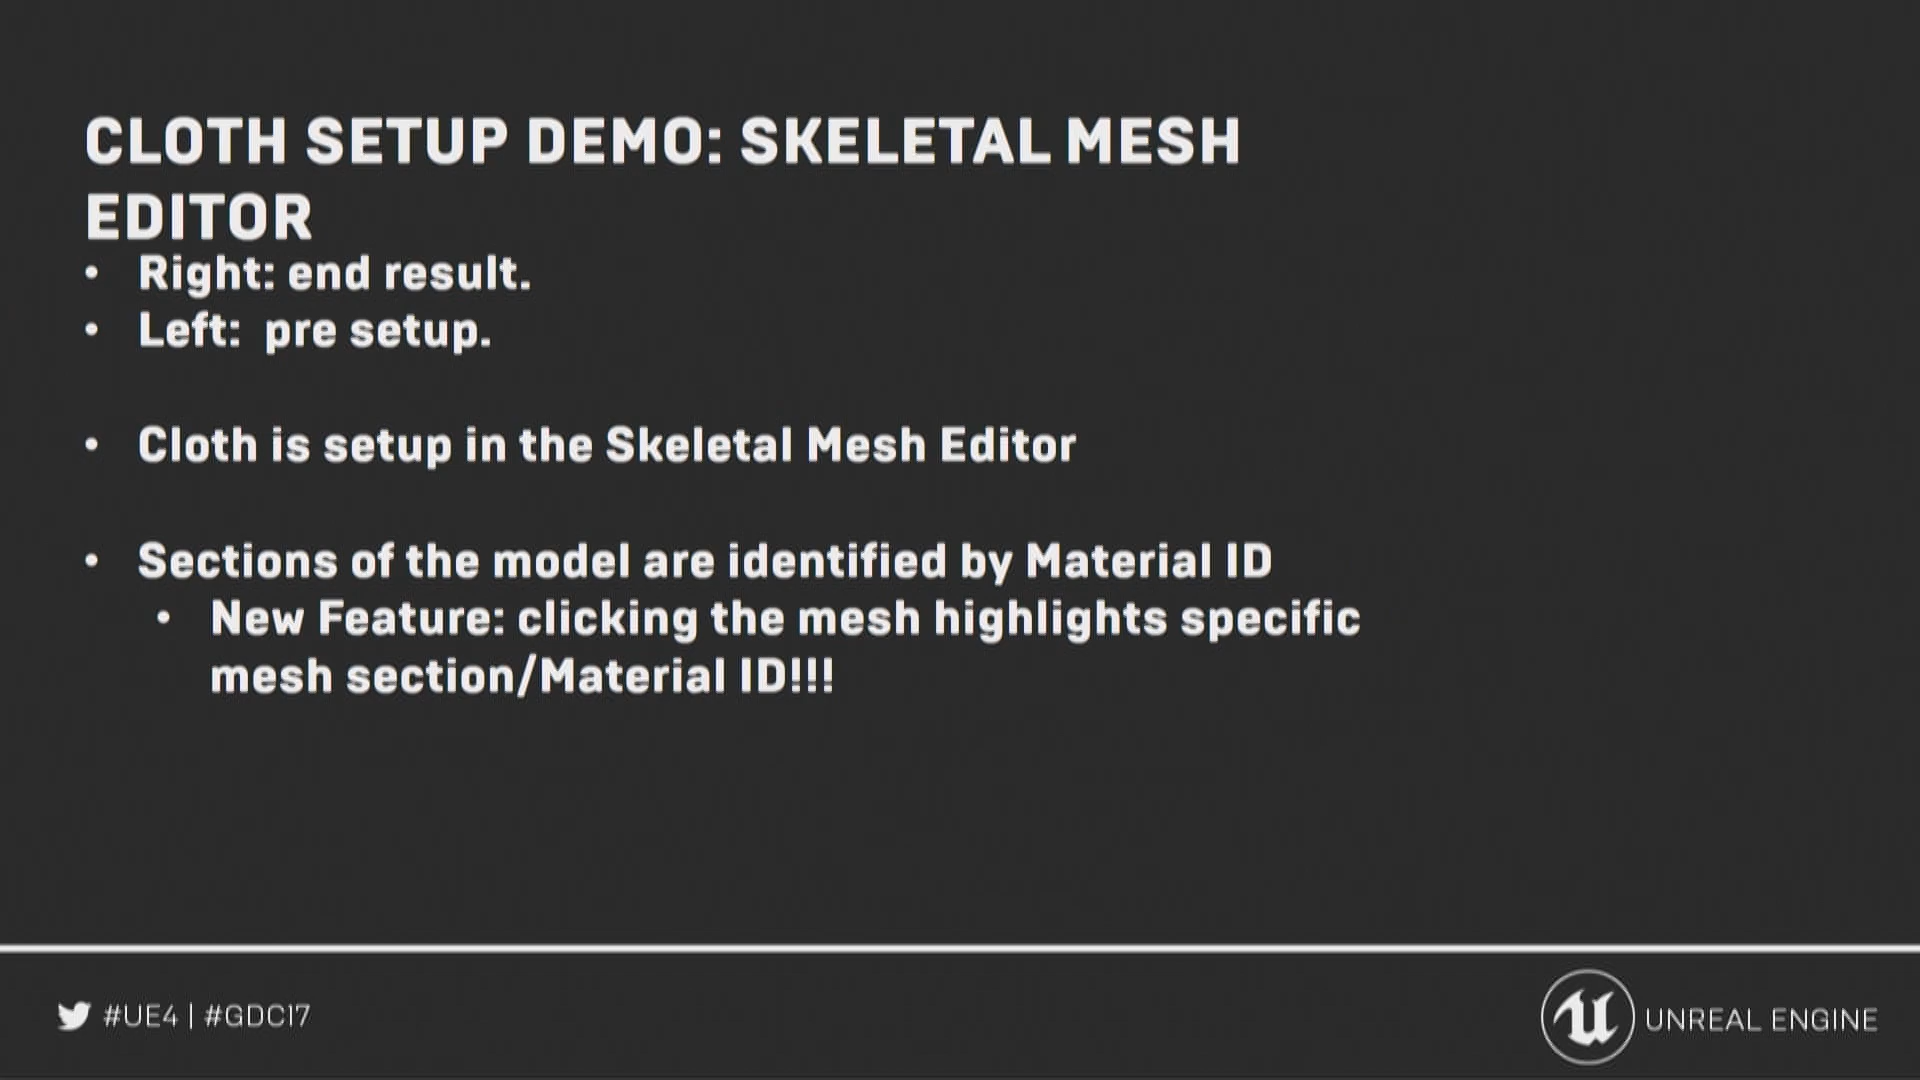 CLOTH SETUP DEMO: SKELETAL MESH
EDITOR
• Right: end result.
• Left:  pre setup.
• Cloth is setup in the Skeletal Mesh Editor
• Sections of the model are identified by Material ID
• New Feature: clicking the mesh highlights specific
mesh section/Material ID!!!
#UE4 | #GDC17
UNREAL ENGINE